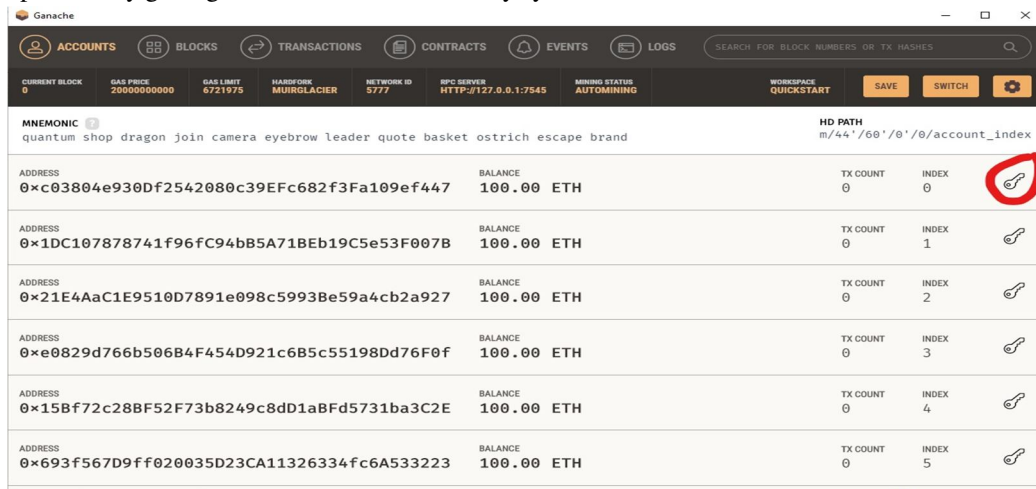 Ganache
ACCOUNTS BLOCKS TRANSACTIONS CONTRACTS EVENTS LOGS SEARCH FOR BLOCK NUMBERS OR TX HASHES
CURRENT BLOCK GAS PRICE GAS LIMIT HARDFORK NETWORK ID RPC SERVER MINING STATUS WORKSPACE
0 20000000000 6721975 MUIRGLACIER 5777 HTTP://127.0.0.1:7545 AUTOMINING QUICKSTART SAVE SWITCH
MNEMONIC ? HD PATH
quantum shop dragon join camera eyebrow leader quote basket ostrich escape brand m/44'/60'/0'/0/account_index
ADDRESS BALANCE TX COUNT INDEX
0×c03804e930Df2542080c39EFc682f3Fa109ef447 100.00 ETH 0 0
ADDRESS BALANCE TX COUNT INDEX
0×1DC107878741f96fC94bB5A71BEb19C5e53F007B 100.00 ETH 0 1
ADDRESS BALANCE TX COUNT INDEX
0×21E4AaC1E9510D7891e098c5993Be59a4cb2a927 100.00 ETH 0 2
ADDRESS BALANCE TX COUNT INDEX
0×e0829d766b506B4F454D921c6B5c55198Dd76F0f 100.00 ETH 0 3
ADDRESS BALANCE TX COUNT INDEX
0×15Bf72c28BF52F73b8249c8dD1aBFd5731ba3C2E 100.00 ETH 0 4
ADDRESS BALANCE TX COUNT INDEX
0×693f567D9ff020035D23CA11326334fc6A533223 100.00 ETH 0 5